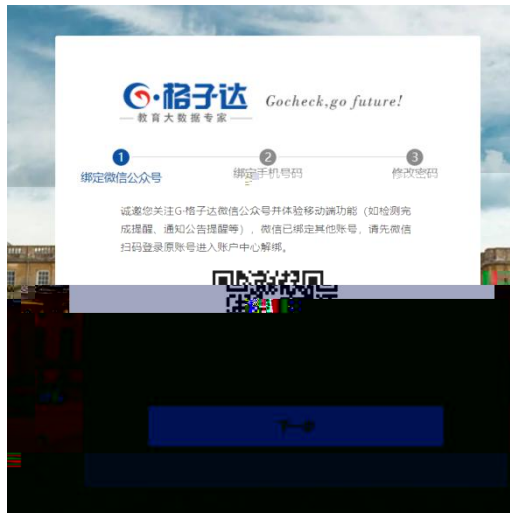 G·格子达
Gocheck,go future!
教育大数据专家
1
2
3
绑定微信公众号
绑定手机号码
修改密码
诚邀您关注G·格子达微信公众号并体验移动端功能（如检测完
成提醒、通知公告提醒等），微信已绑定其他账号，请先微信
扫码登录原账号进入账户中心解绑。